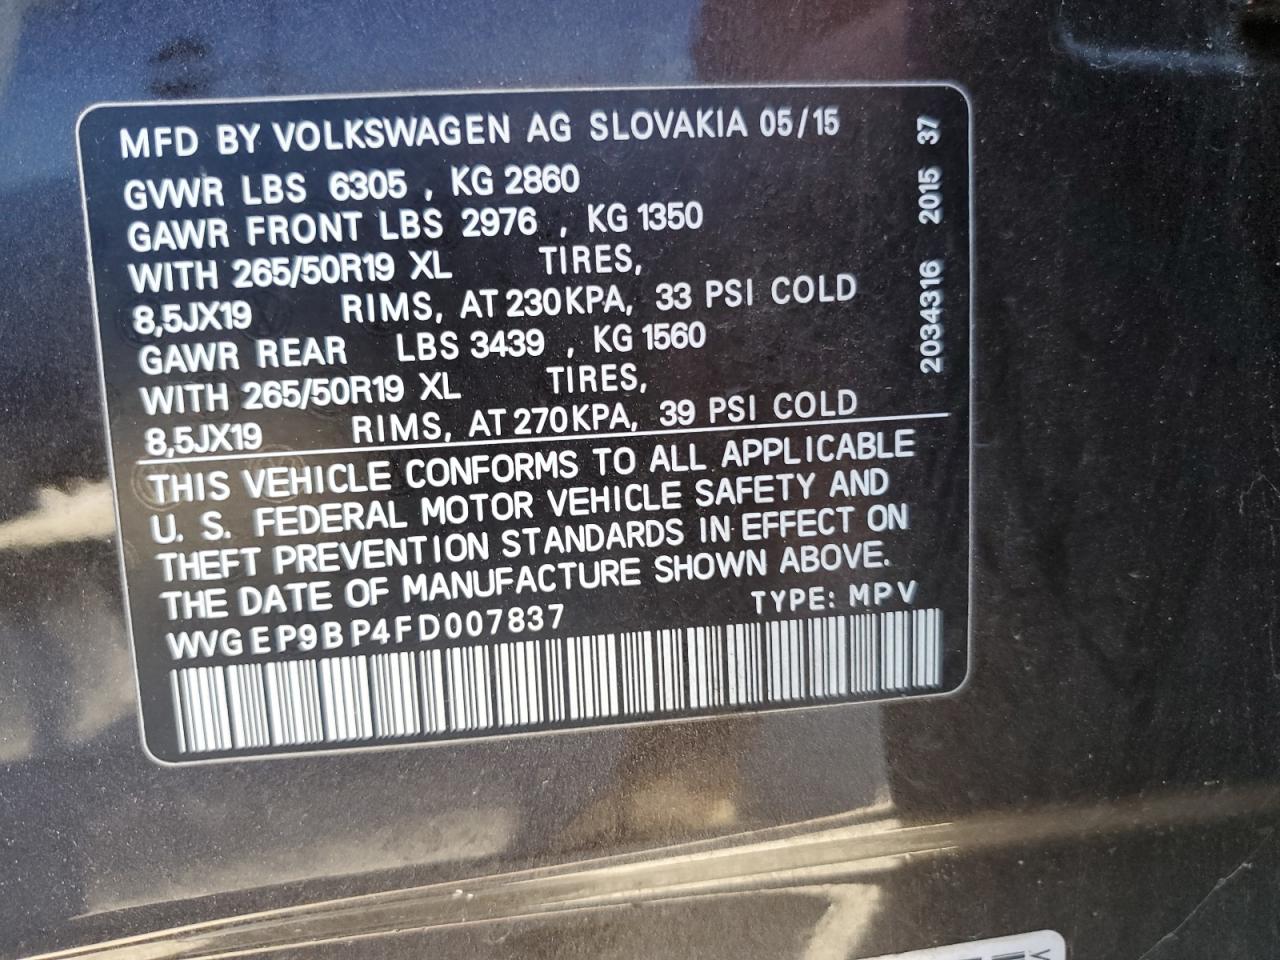 MFD BY VOLKSWAGEN AG SLOVAKIA 05/15
GVWR LBS 6305 , KG 2860
GAWR FRONT LBS 2976 , KG 1350
WITH 265/50R19 XL TIRES,
8,5JX19 RIMS, AT 230 KPA, 33 PSI COLD
GAWR REAR LBS 3439 , KG 1560
WITH 265/50R19 XL TIRES,
8,5JX19 RIMS, AT 270 KPA, 39 PSI COLD
THIS VEHICLE CONFORMS TO ALL APPLICABLE
U. S. FEDERAL MOTOR VEHICLE SAFETY AND
THEFT PREVENTION STANDARDS IN EFFECT ON
THE DATE OF MANUFACTURE SHOWN ABOVE.
WVGEP9BP4FD007837 TYPE: MPV
2034316 2015 37